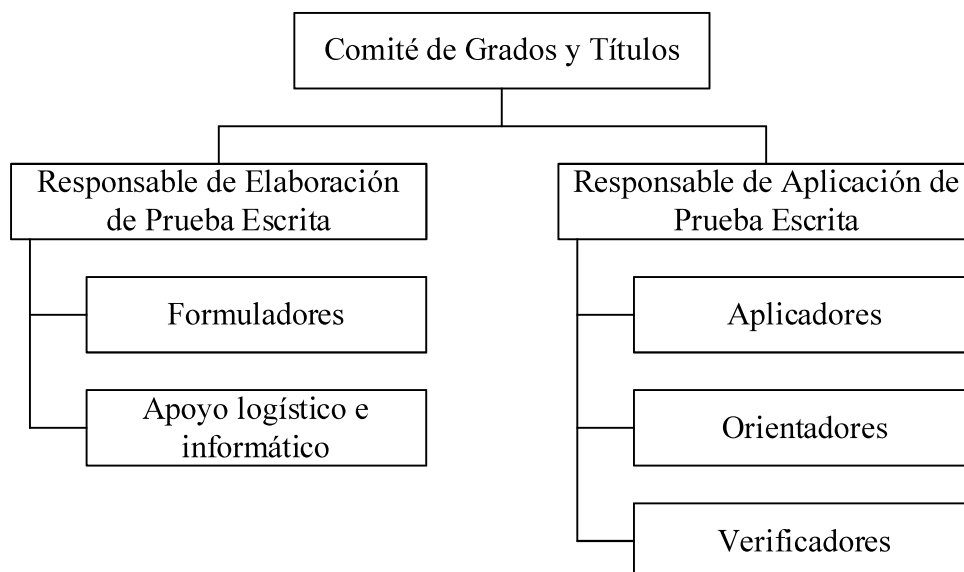 Comité de Grados y Títulos
Responsable de Elaboración
de Prueba Escrita
Formuladores
Apoyo logístico e
informático
Responsable de Aplicación de
Prueba Escrita
Aplicadores
Orientadores
Verificadores